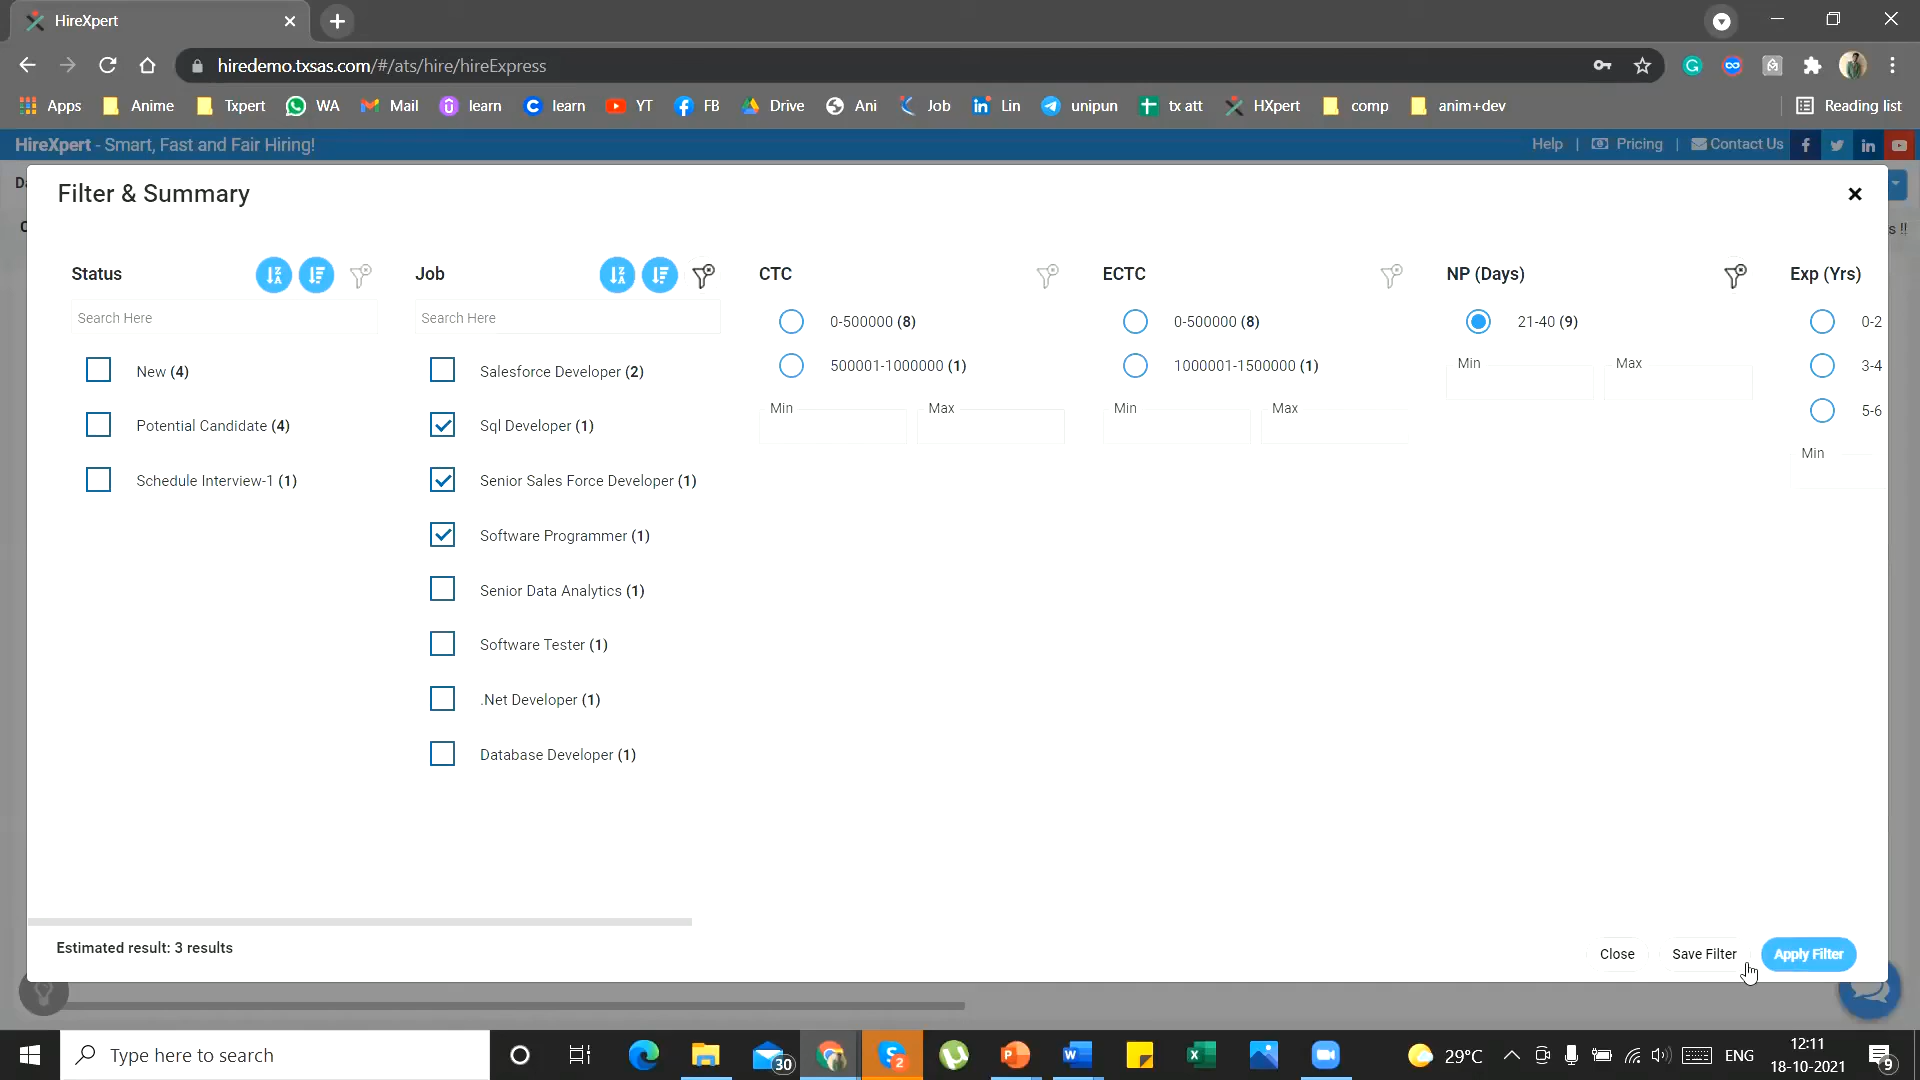 HireXpert
hiredemo.txsas.com/#/ats/hire/hireExpress
Apps Anime Txpert WA Mail learn learn YT FB Drive Ani Job Lin unipun tx att HXpert comp anim+dev Reading list
HireXpert - Smart, Fast and Fair Hiring! Help | Pricing | Contact Us
Filter & Summary
Status Job CTC ECTC NP (Days) Exp (Yrs)
Search Here Search Here 0-500000 (8) 0-500000 (8) 21-40 (9) 0-2
New (4) Salesforce Developer (2) 500001-1000000 (1) 1000001-1500000 (1) Min Max 3-4
Potential Candidate (4) Sql Developer (1) Min Max Min Max 5-6
Schedule Interview-1 (1) Senior Sales Force Developer (1) Min
Software Programmer (1)
Senior Data Analytics (1)
Software Tester (1)
.Net Developer (1)
Database Developer (1)
Estimated result: 3 results Close Save Filter Apply Filter
Type here to search 30 2 29°C ENG 12:11
18-10-2021 9